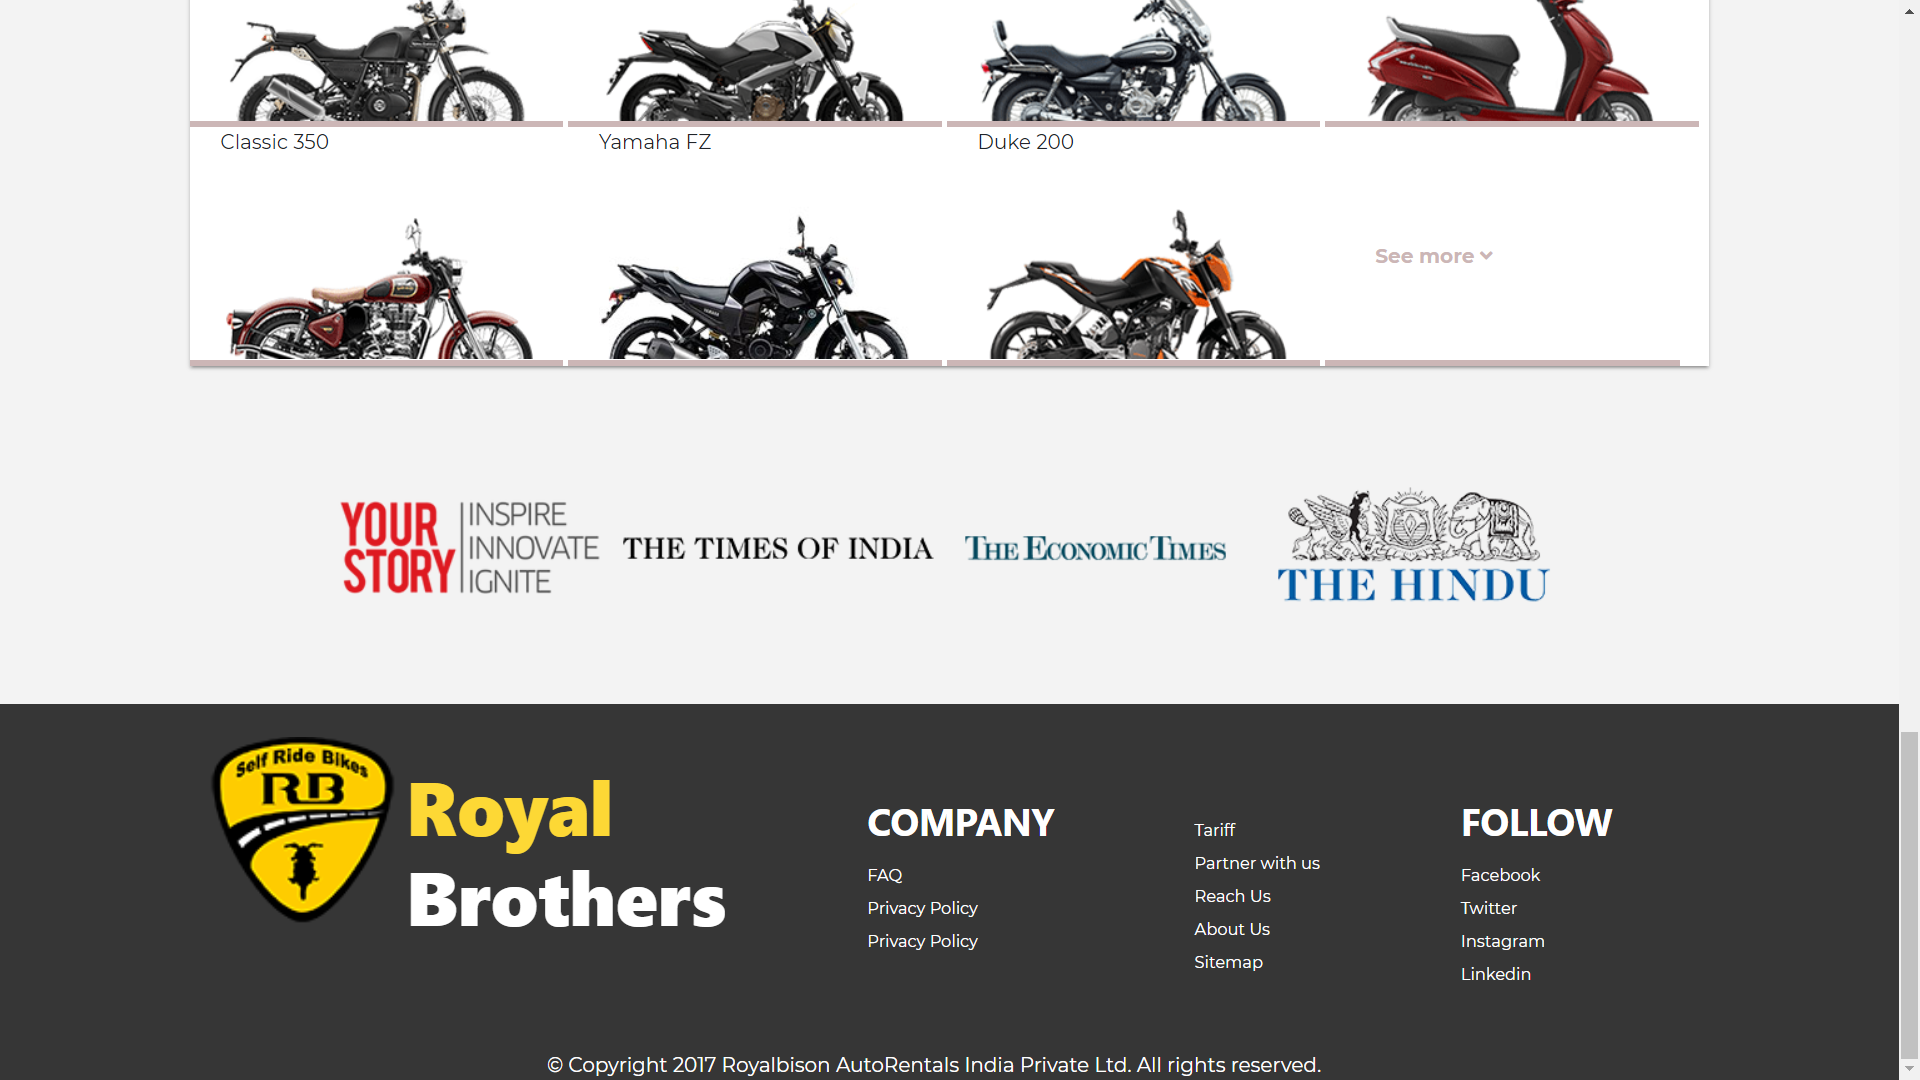 Classic 350
Yamaha FZ
Duke 200
See more
YOUR STORY
INSPIRE
INNOVATE
IGNITE
THE TIMES OF INDIA
THE ECONOMIC TIMES
THE HINDU
Self Ride Bikes
RB
Royal
Brothers
COMPANY
FAQ
Privacy Policy
Privacy Policy
Tariff
Partner with us
Reach Us
About Us
Sitemap
FOLLOW
Facebook
Twitter
Instagram
Linkedin
© Copyright 2017 Royalbison AutoRentals India Private Ltd. All rights reserved.